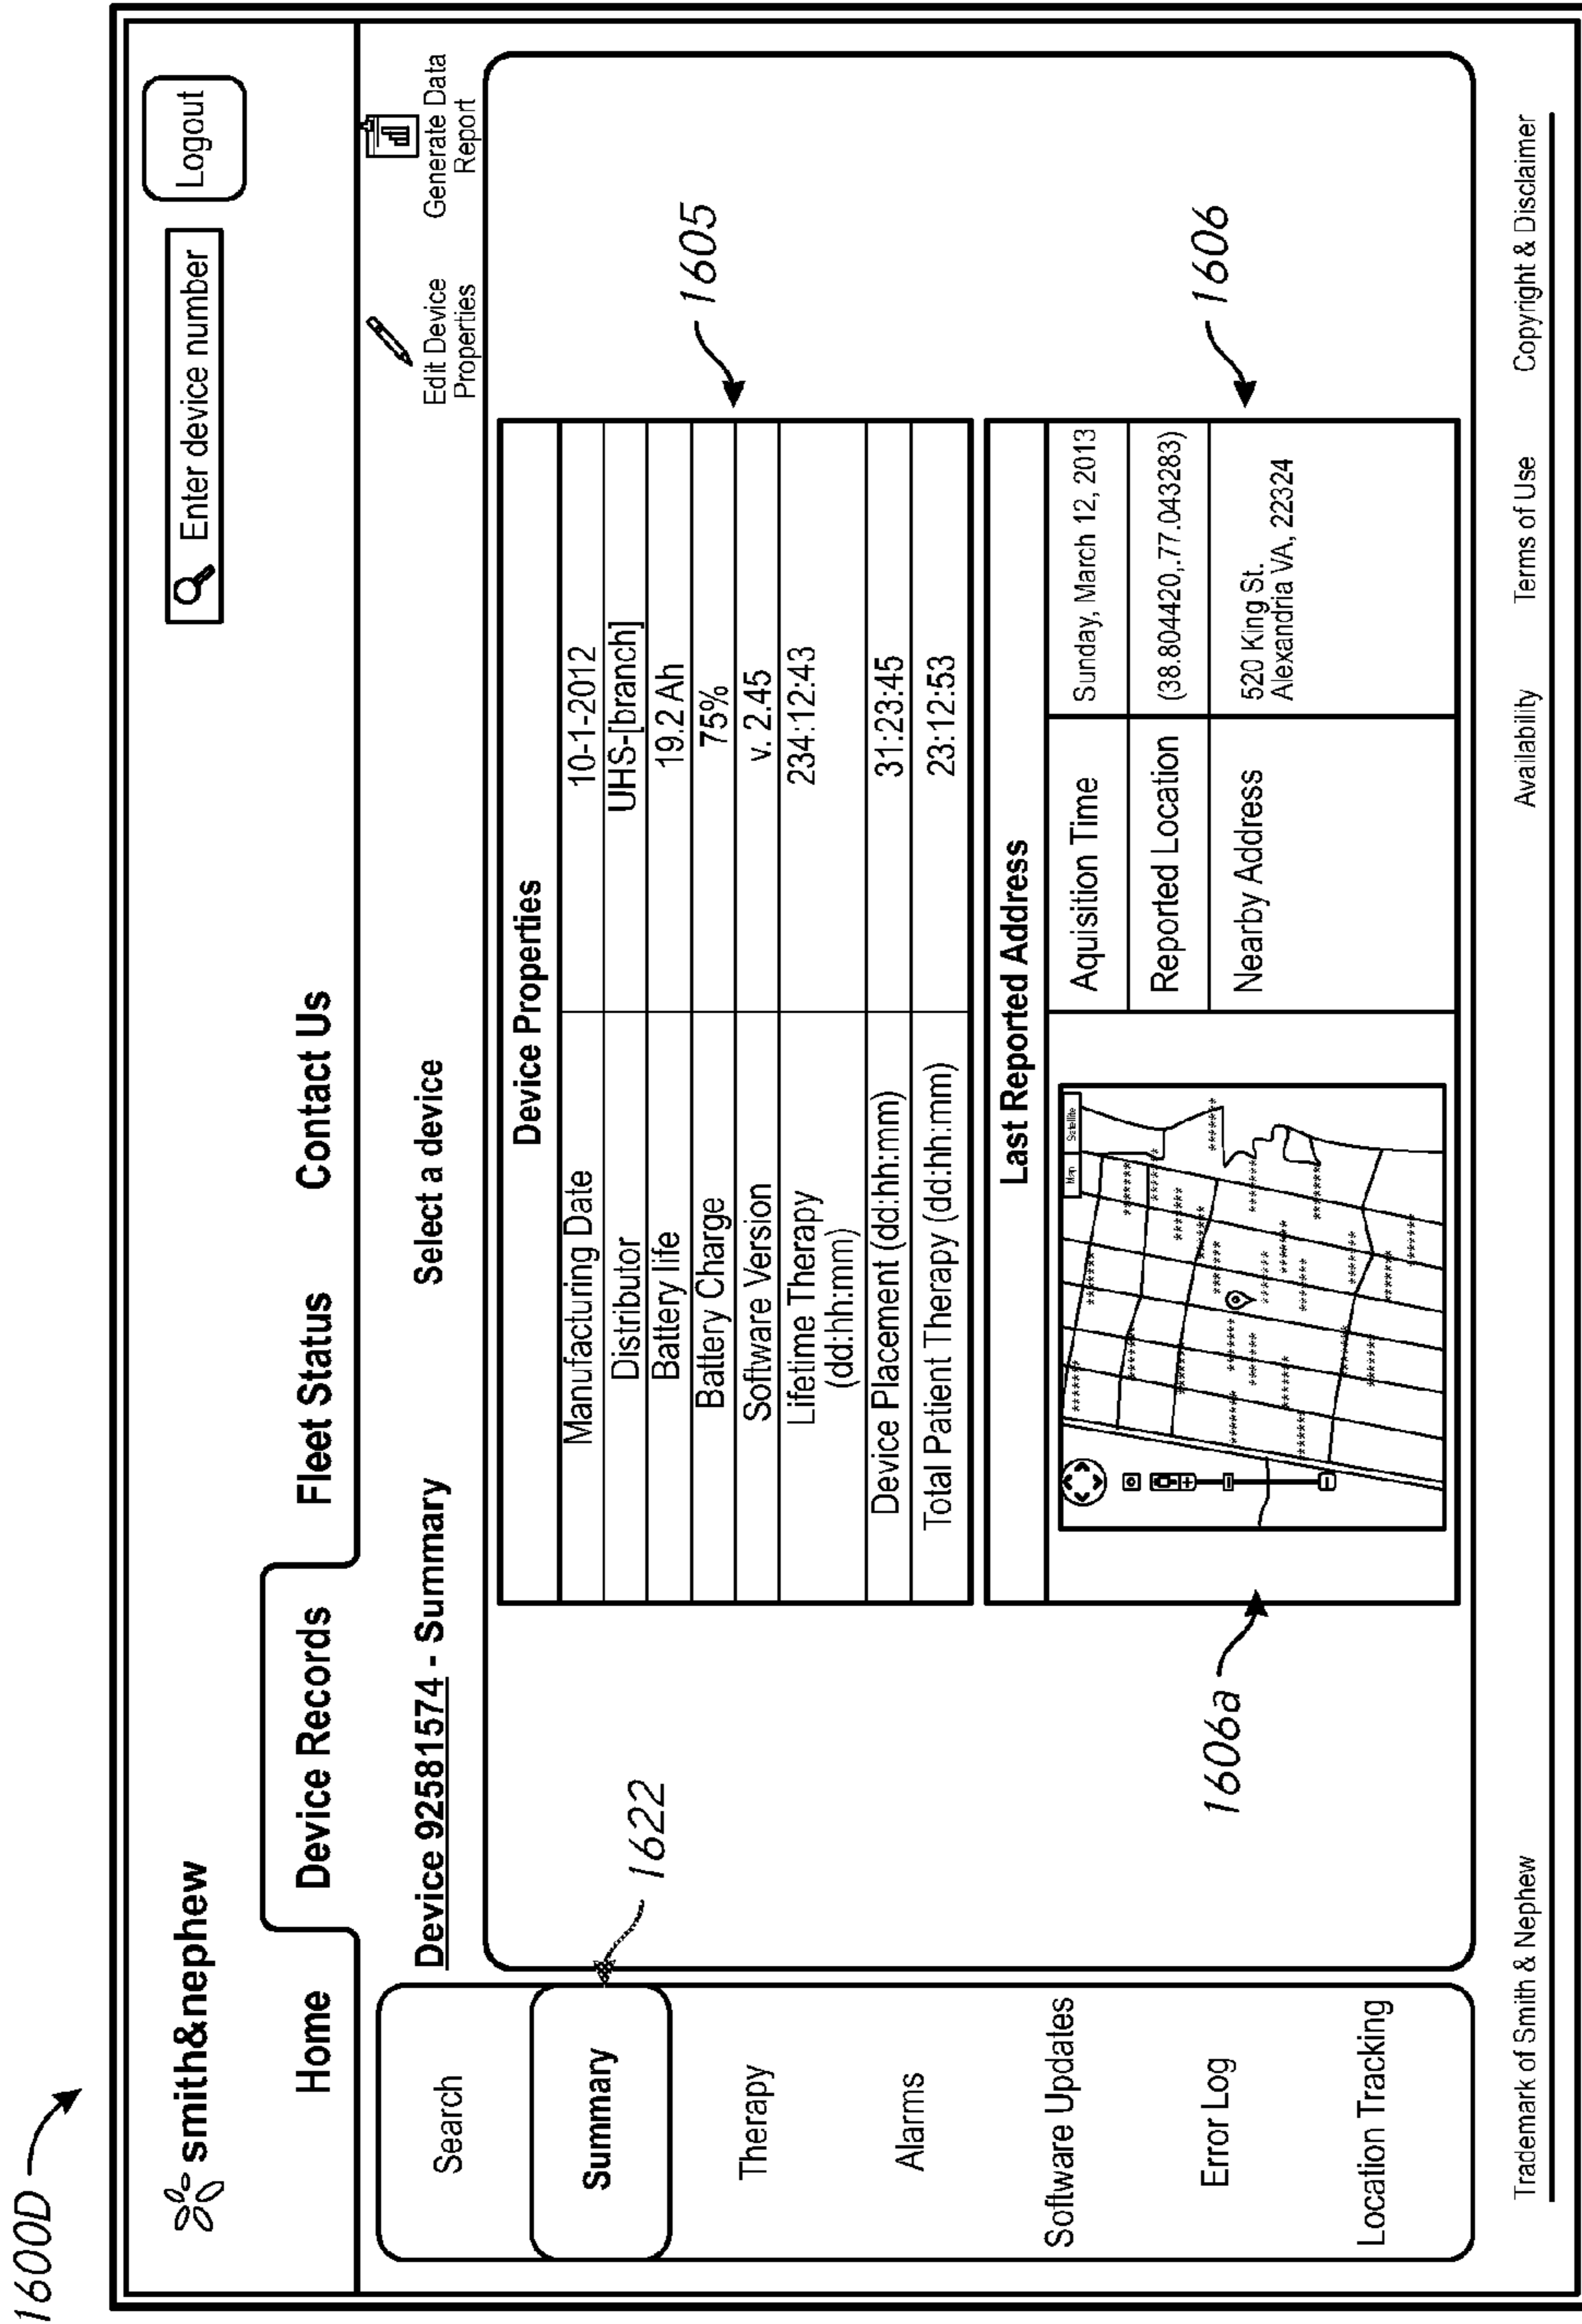 1600D
smith&nephew
Enter device number
Logout
Home
Device Records
Fleet Status
Contact Us
Device 92581574 - Summary
Select a device
Edit Device
Properties
Generate Data
Report
Search
Summary
Therapy
Alarms
Software Updates
Error Log
Location Tracking
1622
Device Properties
Manufacturing Date 10-1-2012
Distributor UHS-[branch]
Battery life 19.2 Ah
Battery Charge 75%
Software Version v. 2.45
Lifetime Therapy 234:12:43
(dd:hh:mm)
Device Placement (dd:hh:mm) 31:23:45
Total Patient Therapy (dd:hh:mm) 23:12:53
1605
Last Reported Address
Map Satellite
Aquisition Time Sunday, March 12, 2013
Reported Location (38.804420,.77.043283)
Nearby Address 520 King St.
Alexandria VA, 22324
1606
1606a
Trademark of Smith & Nephew
Availability
Terms of Use
Copyright & Disclaimer